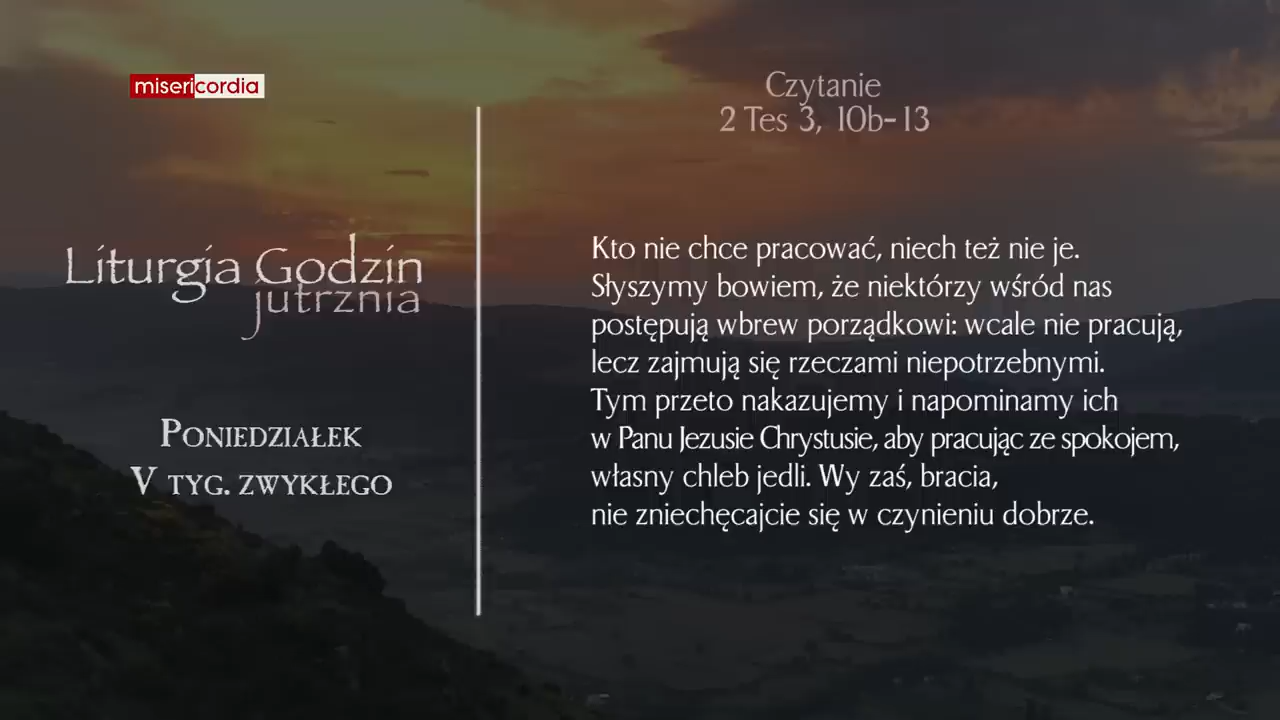 misericordia
Liturgia Godzin
jutrznia
Poniedziałek
V tyg. zwykłego
Czytanie
2 Tes 3, 10b-13
Kto nie chce pracować, niech też nie je.
Słyszymy bowiem, że niektórzy wśród nas
postępują wbrew porządkowi: wcale nie pracują,
lecz zajmują się rzeczami niepotrzebnymi.
Tym przeto nakazujemy i napominamy ich
w Panu Jezusie Chrystusie, aby pracując ze spokojem,
własny chleb jedli. Wy zaś, bracia,
nie zniechęcajcie się w czynieniu dobrze.